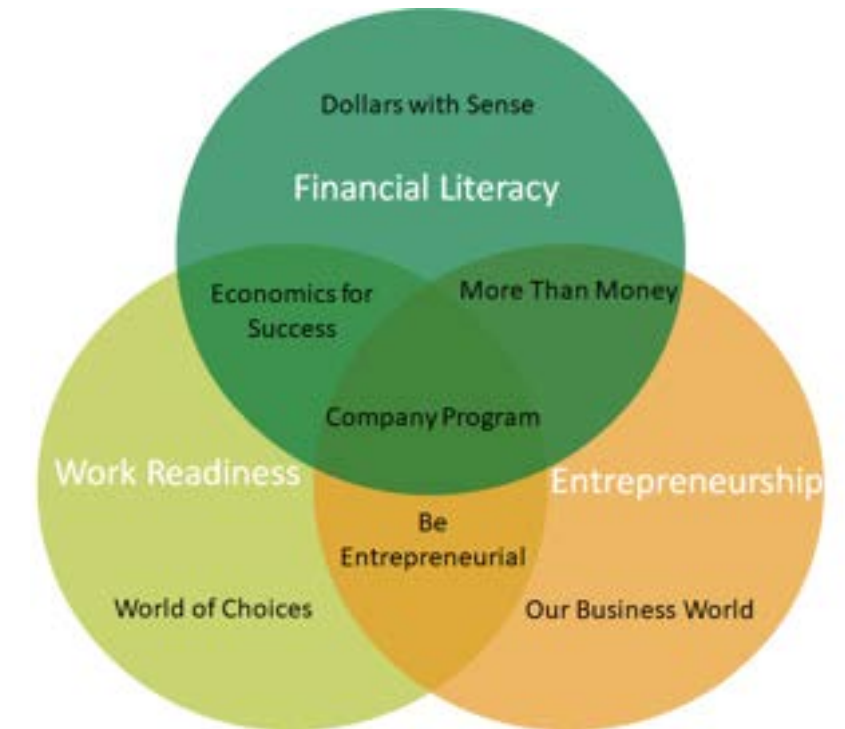 Dollars with Sense
Financial Literacy
Economics for
Success
More Than Money
Company Program
Work Readiness
Entrepreneurship
Be
Entrepreneurial
World of Choices
Our Business World